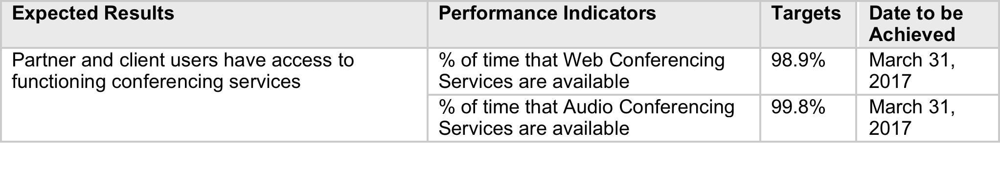 Expected Results
Performance Indicators
Targets
Date to be
Achieved
Partner and client users have access to
functioning conferencing services
% of time that Web Conferencing
Services are available
98.9%
March 31,
2017
% of time that Audio Conferencing
Services are available
99.8%
March 31,
2017